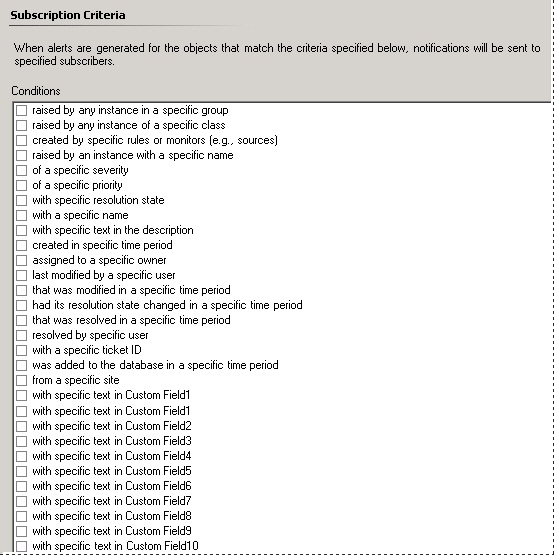 Subscription Criteria
When alerts are generated for the objects that match the criteria specified below, notifications will be sent to
specified subscribers.
Conditions
raised by any instance in a specific group
raised by any instance of a specific class
created by specific rules or monitors (e.g., sources)
raised by an instance with a specific name
of a specific severity
of a specific priority
with specific resolution state
with a specific name
with specific text in the description
created in specific time period
assigned to a specific owner
last modified by a specific user
that was modified in a specific time period
had its resolution state changed in a specific time period
that was resolved in a specific time period
resolved by specific user
with a specific ticket ID
was added to the database in a specific time period
from a specific site
with specific text in Custom Field1
with specific text in Custom Field1
with specific text in Custom Field2
with specific text in Custom Field3
with specific text in Custom Field4
with specific text in Custom Field5
with specific text in Custom Field6
with specific text in Custom Field7
with specific text in Custom Field8
with specific text in Custom Field9
with specific text in Custom Field10